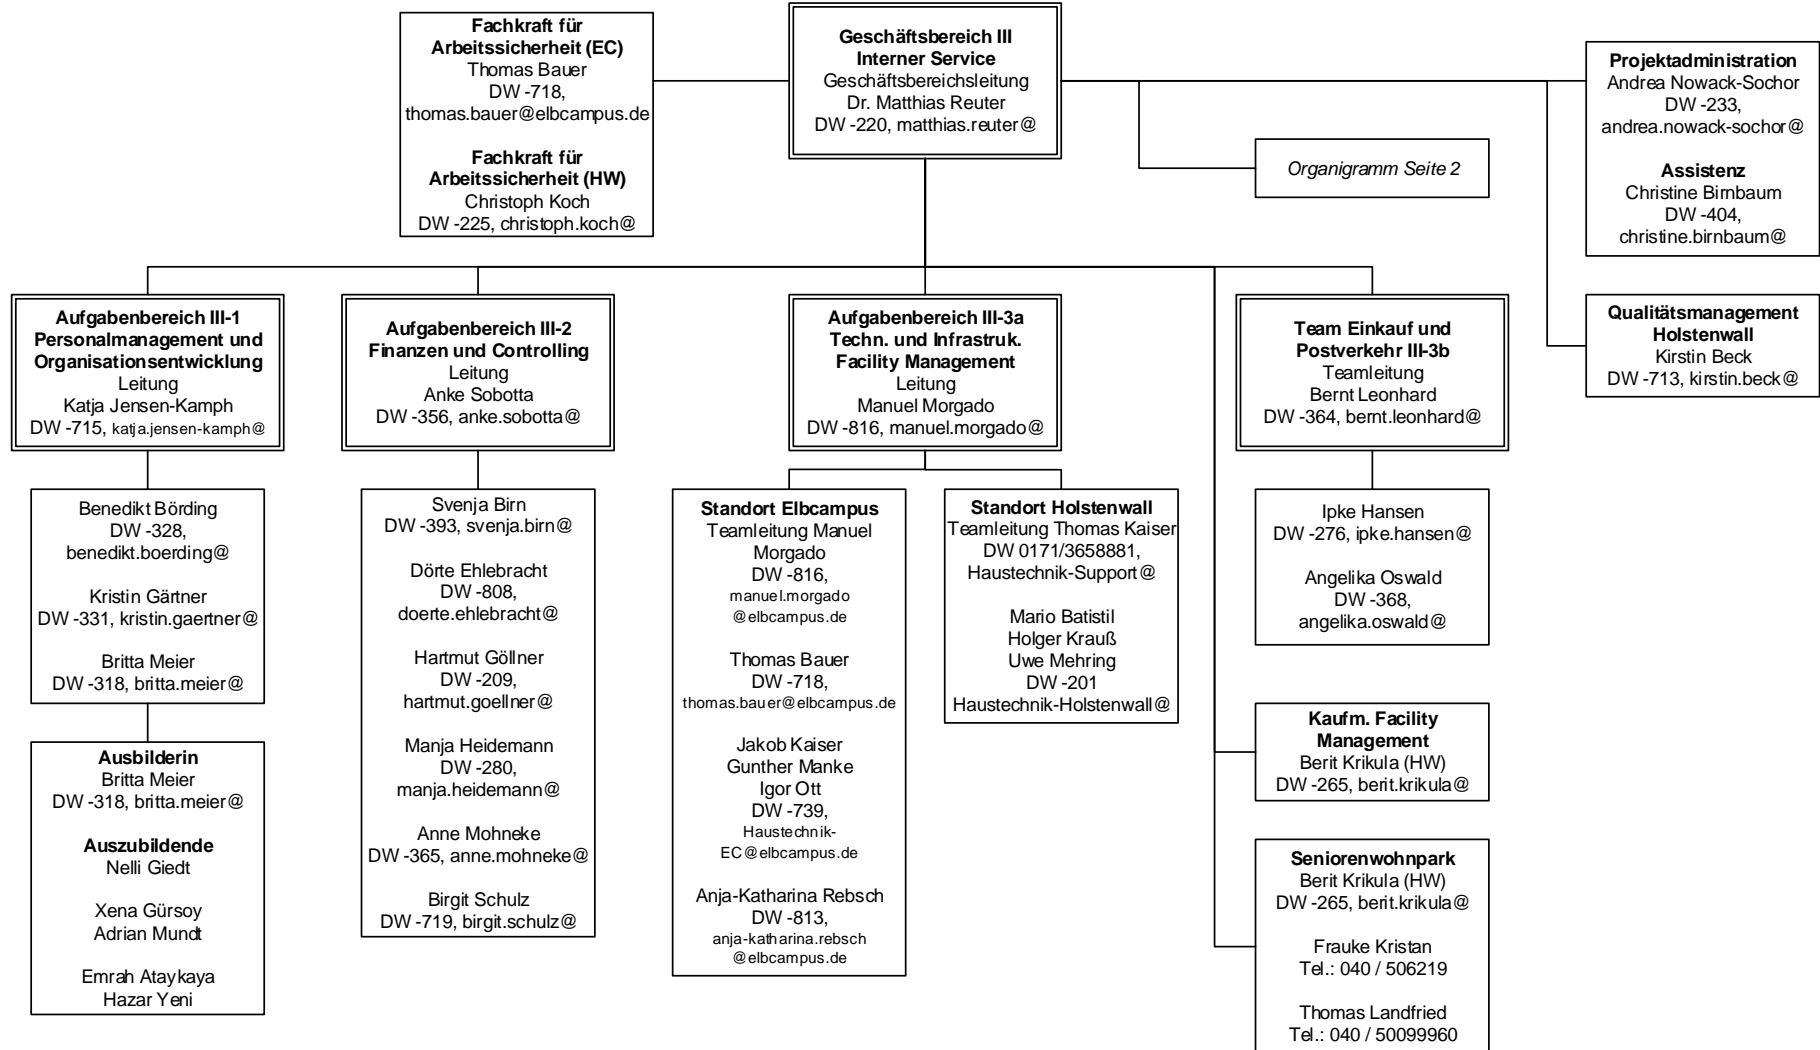 Fachkraft für
Arbeitssicherheit (EC)
Thomas Bauer
DW -718,
thomas.bauer@elbcampus.de
Fachkraft für
Arbeitssicherheit (HW)
Christoph Koch
DW -225, christoph.koch@
Geschäftsbereich III
Interner Service
Geschäftsbereichsleitung
Dr. Matthias Reuter
DW -220, matthias.reuter@
Projektadministration
Andrea Nowack-Sochor
DW -233,
andrea.nowack-sochor@
Assistenz
Christine Birnbaum
DW -404,
christine.birnbaum@
Organigramm Seite 2
Qualitätsmanagement
Holstenwall
Kirstin Beck
DW -713, kirstin.beck@
Aufgabenbereich III-1
Personalmanagement und
Organisationsentwicklung
Leitung
Katja Jensen-Kamph
DW -715, katja.jensen-kamph@
Aufgabenbereich III-2
Finanzen und Controlling
Leitung
Anke Sobotta
DW -356, anke.sobotta@
Aufgabenbereich III-3a
Techn. und Infrastruk.
Facility Management
Leitung
Manuel Morgado
DW -816, manuel.morgado@
Team Einkauf und
Postverkehr III-3b
Teamleitung
Bernt Leonhard
DW -364, bernt.leonhard@
Benedikt Börding
DW -328,
benedikt.boerding@
Kristin Gärtner
DW -331, kristin.gaertner@
Britta Meier
DW -318, britta.meier@
Ausbilderin
Britta Meier
DW -318, britta.meier@
Auszubildende
Nelli Giedt
Xena Gürsoy
Adrian Mundt
Emrah Ataykaya
Hazar Yeni
Svenja Birn
DW -393, svenja.birn@
Dörte Ehlebracht
DW -808,
doerte.ehlebracht@
Hartmut Göllner
DW -209,
hartmut.goellner@
Manja Heidemann
DW -280,
manja.heidemann@
Anne Mohneke
DW -365, anne.mohneke@
Birgit Schulz
DW -719, birgit.schulz@
Standort Elbcampus
Teamleitung Manuel
Morgado
DW -816,
manuel.morgado
@elbcampus.de
Thomas Bauer
DW -718,
thomas.bauer@elbcampus.de
Jakob Kaiser
Gunther Manke
Igor Ott
DW -739,
Haustechnik-
EC@elbcampus.de
Anja-Katharina Rebsch
DW -813,
anja-katharina.rebsch
@elbcampus.de
Standort Holstenwall
Teamleitung Thomas Kaiser
DW 0171/3658881,
Haustechnik-Support@
Mario Batistil
Holger Krauß
Uwe Mehring
DW -201
Haustechnik-Holstenwall@
Ipke Hansen
DW -276, ipke.hansen@
Angelika Oswald
DW -368,
angelika.oswald@
Kaufm. Facility
Management
Berit Krikula (HW)
DW -265, berit.krikula@
Seniorenwohnpark
Berit Krikula (HW)
DW -265, berit.krikula@
Frauke Kristan
Tel.: 040 / 506219
Thomas Landfried
Tel.: 040 / 50099960